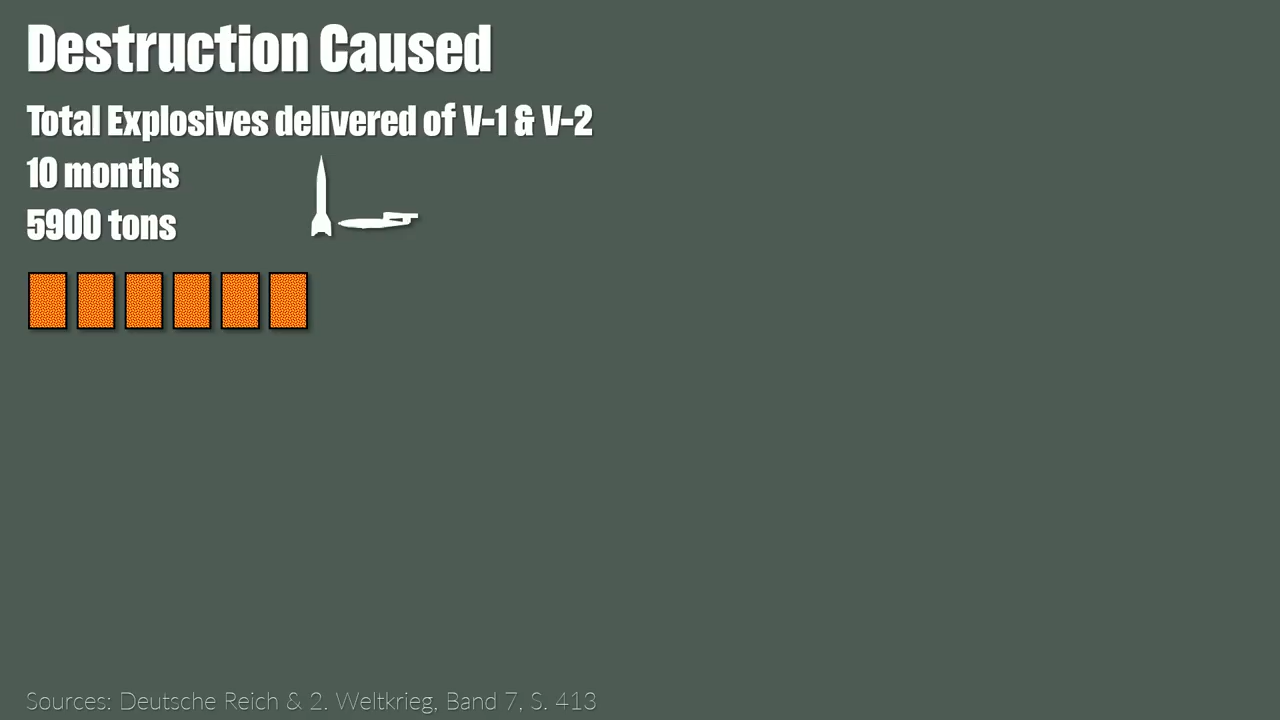 Destruction Caused
Total Explosives delivered of V-1 & V-2
10 months
5900 tons
Sources: Deutsche Reich & 2. Weltkrieg, Band 7, S. 413